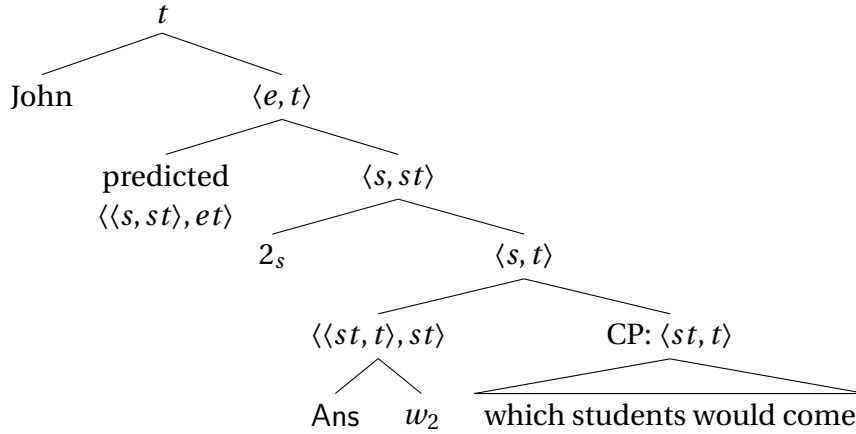 t
John ⟨e, t⟩
predicted ⟨s, st⟩
⟨⟨s, st⟩, et⟩
2ₛ ⟨s, t⟩
⟨⟨st, t⟩, st⟩ CP: ⟨st, t⟩
Ans w₂ which students would come